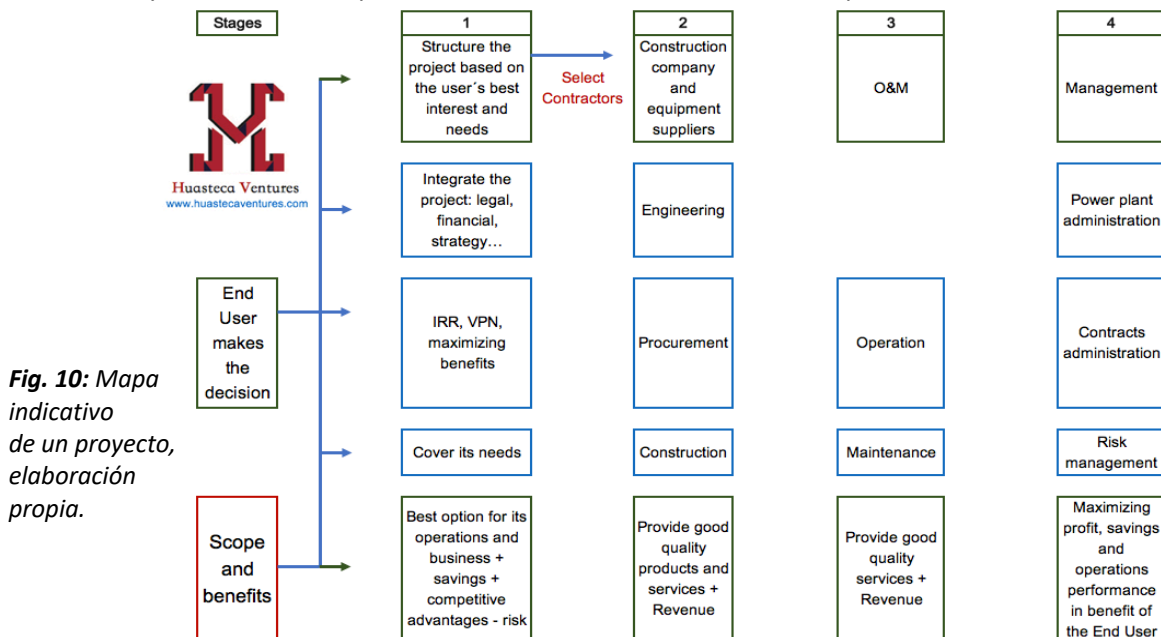 Stages
1
2
3
4
Structure the
project based on
the user´s best
interest and
needs
Select
Contractors
Construction
company
and
equipment
suppliers
O&M
Management
Huasteca Ventures
www.huastecaventures.com
Integrate the
project: legal,
financial,
strategy…
Engineering
Power plant
administration
End
User
makes
the
decision
IRR, VPN,
maximizing
benefits
Procurement
Operation
Contracts
administration
Fig. 10: Mapa
indicativo
de un proyecto,
elaboración
propia.
Cover its needs
Construction
Maintenance
Risk
management
Scope
and
benefits
Best option for its
operations and
business +
savings +
competitive
advantages - risk
Provide good
quality
products and
services +
Revenue
Provide good
quality
services +
Revenue
Maximizing
profit, savings
and
operations
performance
in benefit of
the End User